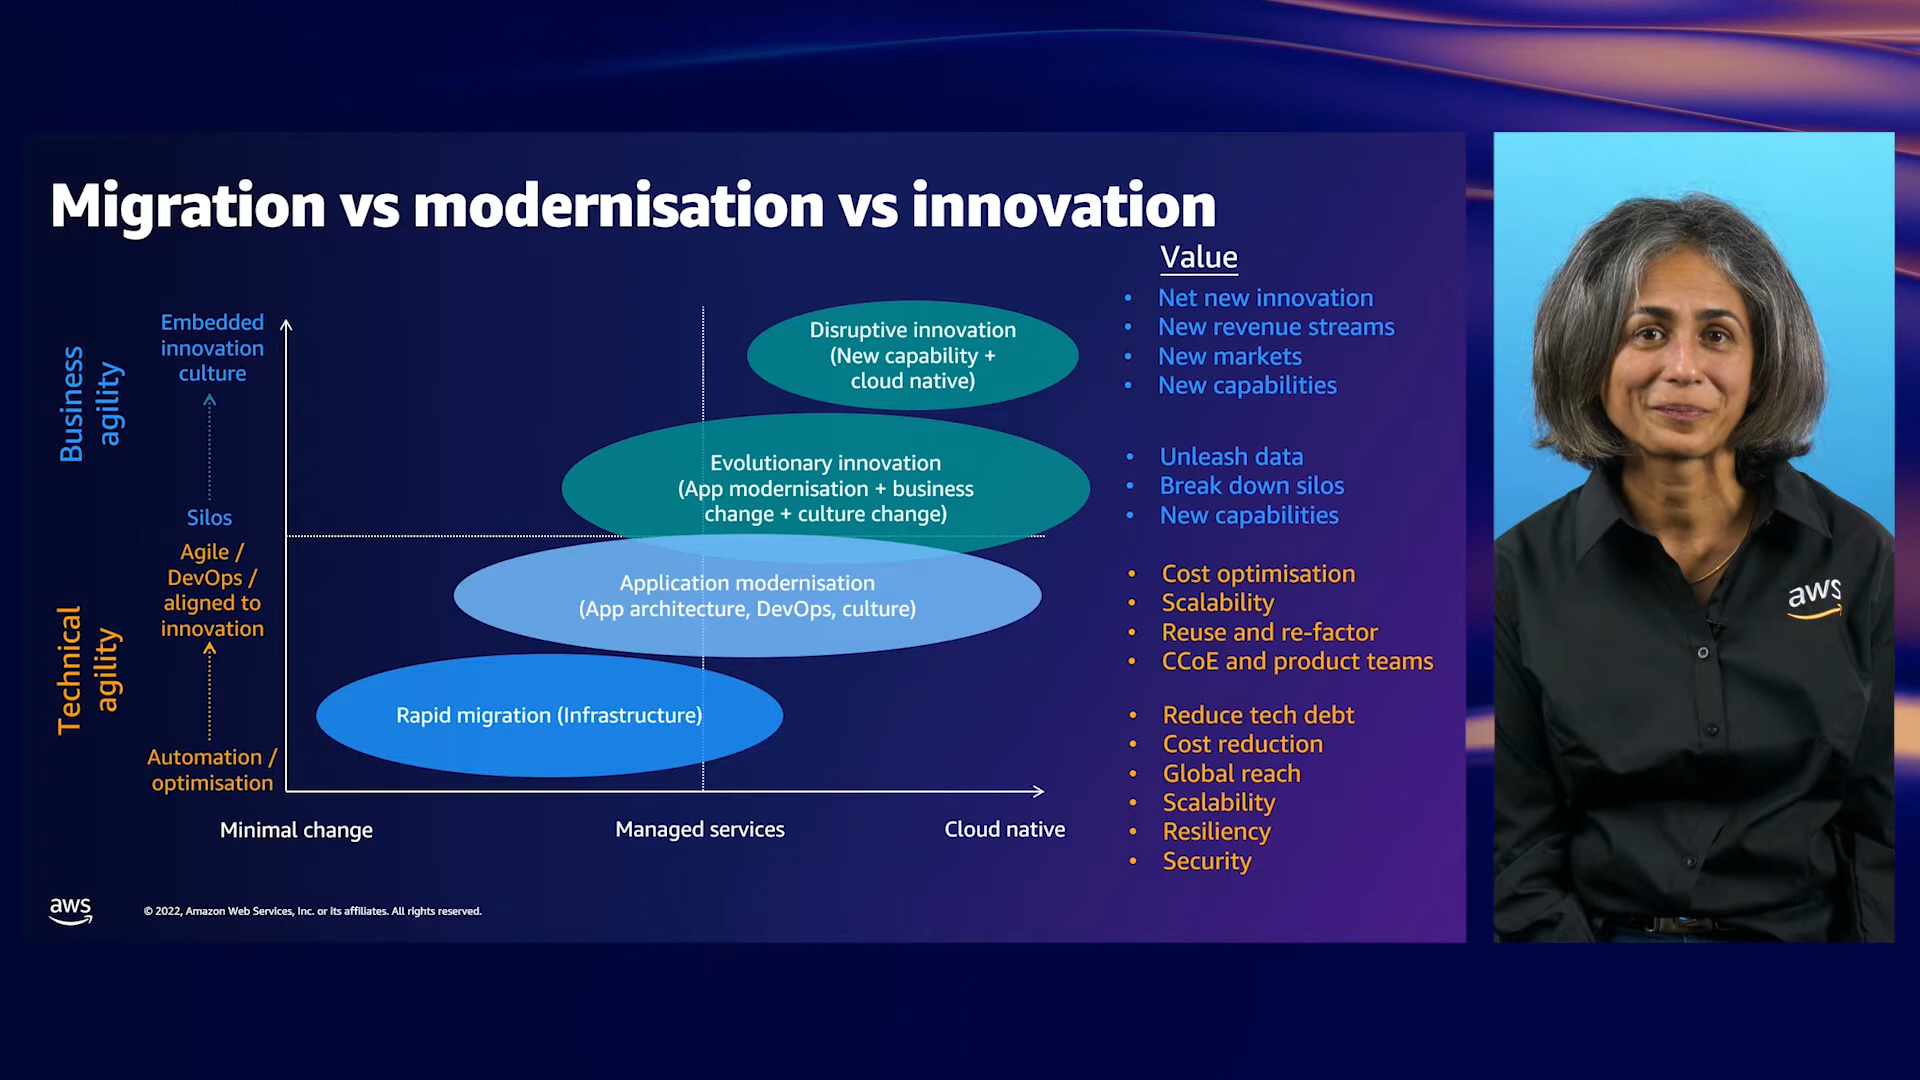 Migration vs modernisation vs innovation
Value
Business
agility
Embedded
innovation
culture
Silos
Technical
agility
Agile /
DevOps /
aligned to
innovation
Automation /
optimisation
Disruptive innovation
(New capability +
cloud native)
Evolutionary innovation
(App modernisation + business
change + culture change)
Application modernisation
(App architecture, DevOps, culture)
Rapid migration (Infrastructure)
Minimal change
Managed services
Cloud native
• Net new innovation
• New revenue streams
• New markets
• New capabilities
• Unleash data
• Break down silos
• New capabilities
• Cost optimisation
• Scalability
• Reuse and re-factor
• CCoE and product teams
• Reduce tech debt
• Cost reduction
• Global reach
• Scalability
• Resiliency
• Security
aws
© 2022, Amazon Web Services, Inc. or its affiliates. All rights reserved.
aws